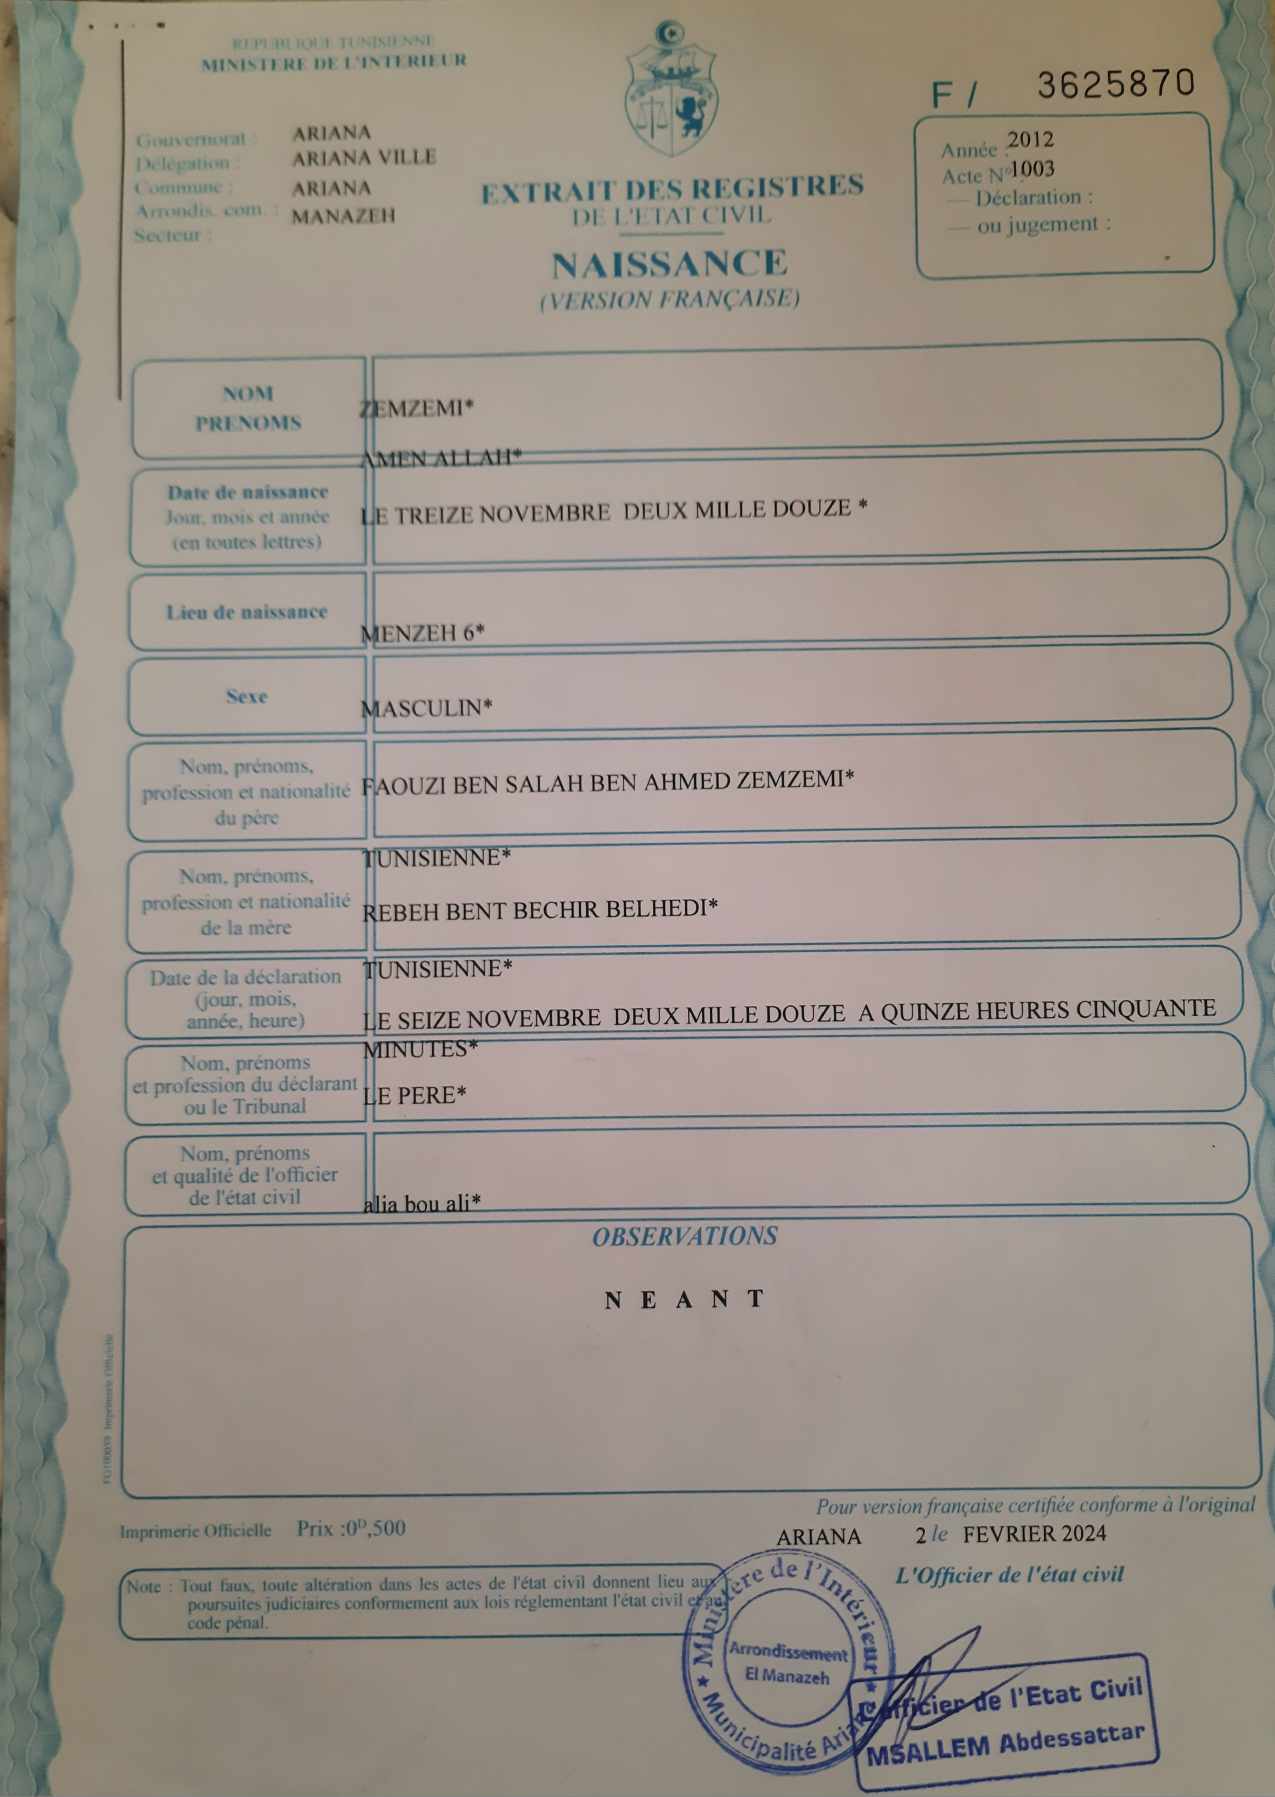 REPUBLIQUE TUNISIENNE
MINISTERE DE L'INTERIEUR
F / 3625870
Gouvernorat : ARIANA
Délégation : ARIANA VILLE
Commune : ARIANA
Arrondis. com. : MANAZEH
Secteur :
EXTRAIT DES REGISTRES
DE L'ETAT CIVIL
NAISSANCE
(VERSION FRANÇAISE)
Année : 2012
Acte N° 1003
— Déclaration :
— ou jugement :
NOM
PRENOMS
ZEMZEMI*
AMEN ALLAH*
Date de naissance
Jour, mois et année
(en toutes lettres)
LE TREIZE NOVEMBRE DEUX MILLE DOUZE *
Lieu de naissance
MENZEH 6*
Sexe
MASCULIN*
Nom, prénoms,
profession et nationalité
du père
FAOUZI BEN SALAH BEN AHMED ZEMZEMI*
TUNISIENNE*
Nom, prénoms,
profession et nationalité
de la mère
REBEH BENT BECHIR BELHEDI*
TUNISIENNE*
Date de la déclaration
(jour, mois,
année, heure)
LE SEIZE NOVEMBRE DEUX MILLE DOUZE A QUINZE HEURES CINQUANTE
MINUTES*
Nom, prénoms
et profession du déclarant
ou le Tribunal
LE PERE*
Nom, prénoms
et qualité de l'officier
de l'état civil
alia bou ali*
OBSERVATIONS
N E A N T
Imprimerie Officielle
Pour version française certifiée conforme à l'original
Imprimerie Officielle Prix :0D,500
ARIANA 2 le FEVRIER 2024
L'Officier de l'état civil
Note : Tout faux, toute altération dans les actes de l'état civil donnent lieu aux
poursuites judiciaires conformement aux lois réglementant l'état civil et au
code pénal.
Ministère de l'Intérieur
Arrondissement
El Manazeh
Municipalité Ariana
L'officier de l'Etat Civil
MSALLEM Abdessattar